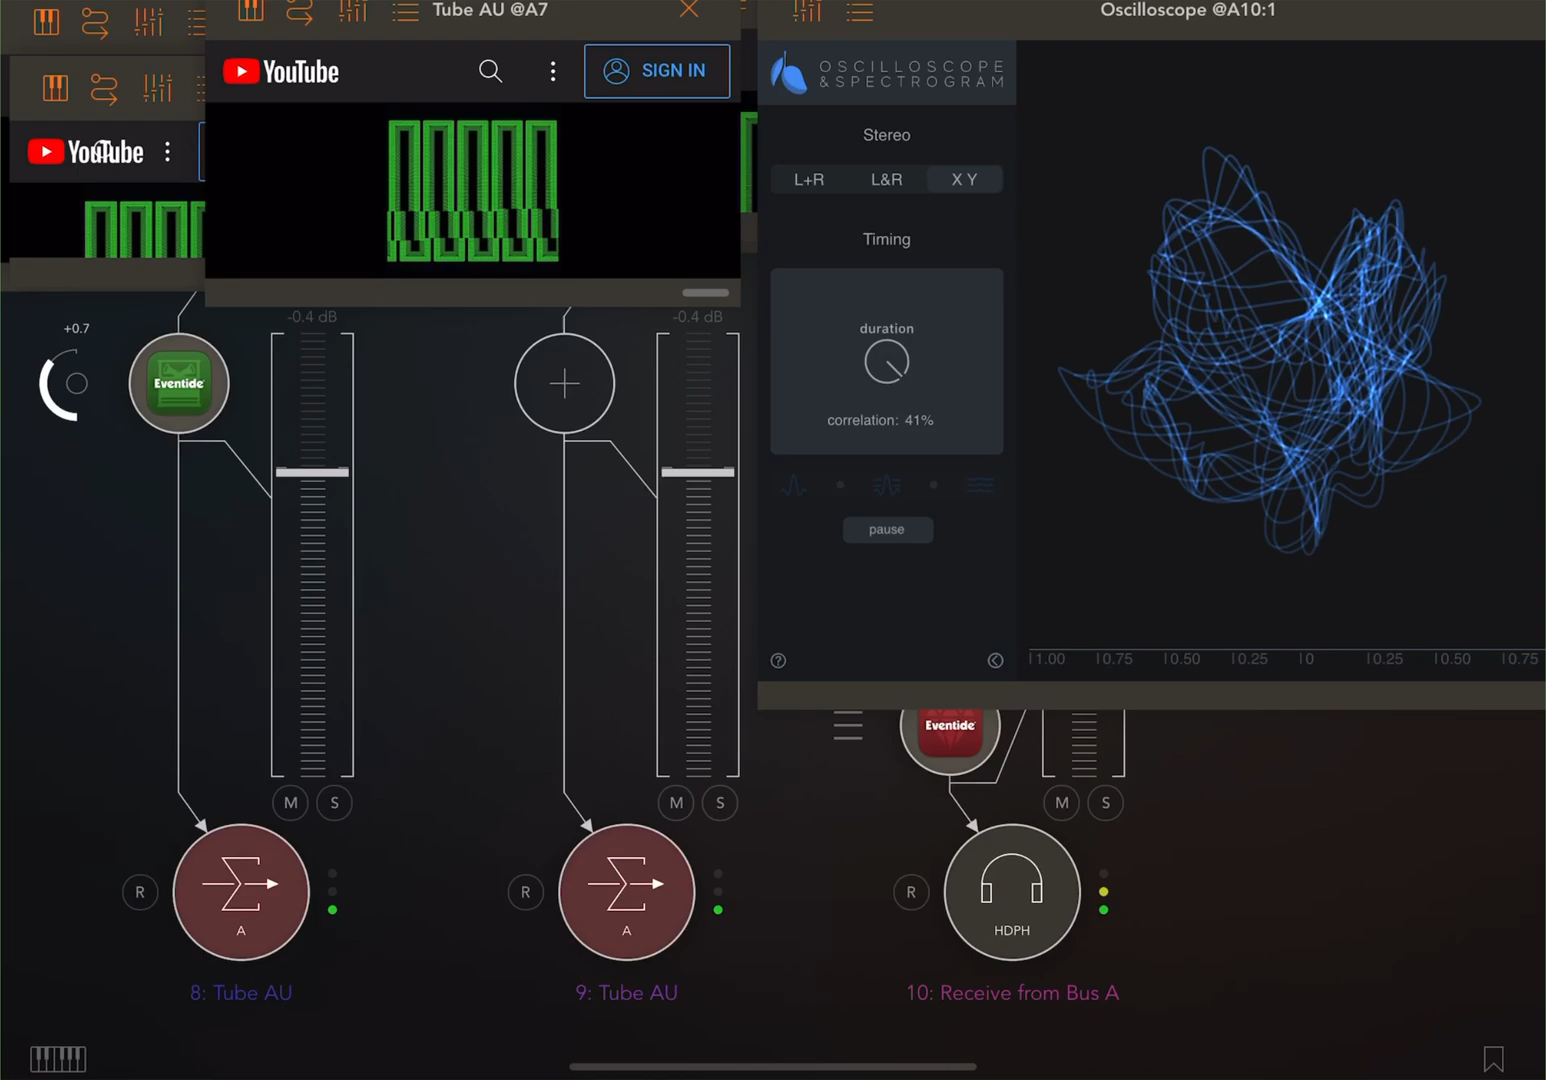 Tube AU @A7
Oscilloscope @A10:1
YouTube
SIGN IN
YouTube
OSCILLOSCOPE
&SPECTROGRAM
Stereo
L+R
L&R
X Y
Timing
duration
correlation: 41%
pause
+0.7
-0.4 dB
-0.4 dB
Eventide
?
1.00
0.75
0.50
0.25
0
0.25
0.50
0.75
Eventide
M
S
M
S
M
S
R
A
R
A
R
HDPH
8: Tube AU
9: Tube AU
10: Receive from Bus A